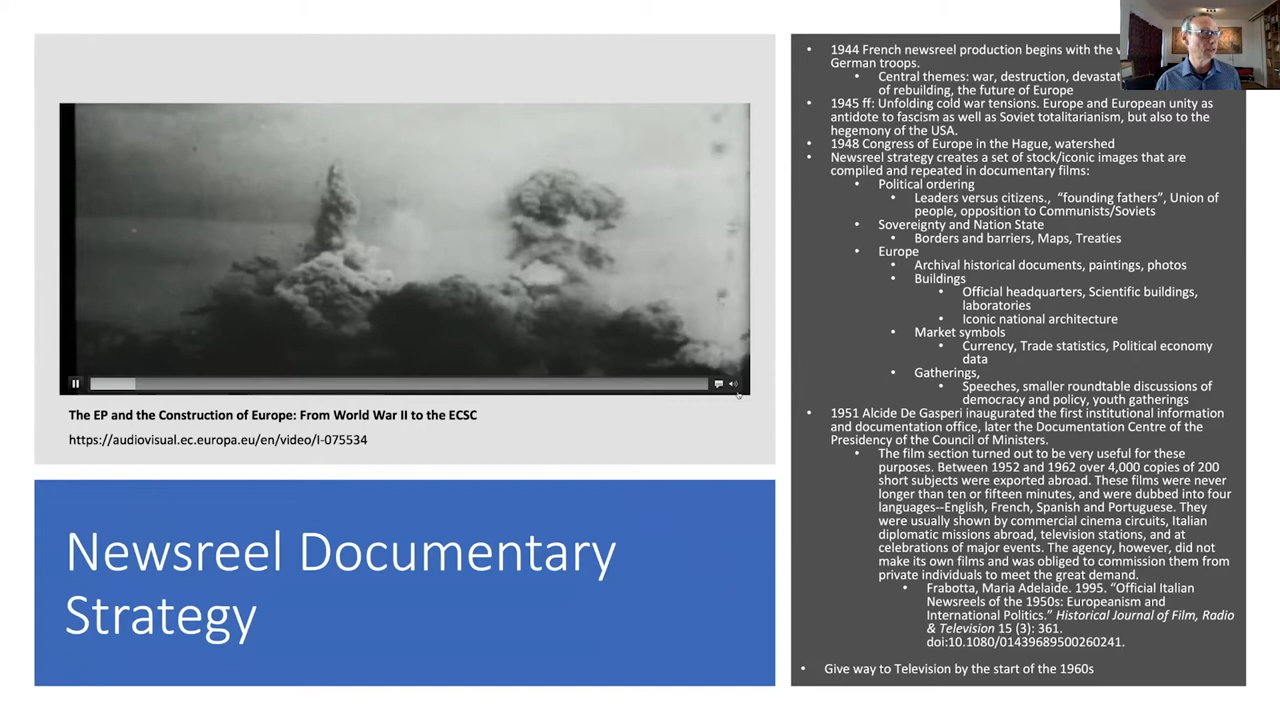 The EP and the Construction of Europe: From World War II to the ECSC
https://audiovisual.ec.europa.eu/en/video/I-075534
Newsreel Documentary
Strategy
• 1944 French newsreel production begins with the
German troops.
• Central themes: war, destruction,
of rebuilding, the future of Europe
• 1945 ff: Unfolding cold war tensions. Europe and European unity as
antidote to fascism as well as Soviet totalitarianism, but also to the
hegemony of the USA.
• 1948 Congress of Europe in the Hague, watershed
• Newsreel strategy creates a set of stock/iconic images that are
compiled and repeated in documentary films:
• Political ordering
• Leaders versus citizens., “founding fathers”, Union of
people, opposition to Communists/Soviets
• Sovereignty and Nation State
• Borders and barriers, Maps, Treaties
• Europe
• Archival historical documents, paintings, photos
• Buildings
• Official headquarters, Scientific buildings,
laboratories
• Iconic national architecture
• Market symbols
• Currency, Trade statistics, Political economy
data
• Gatherings,
• Speeches, smaller roundtable discussions of
democracy and policy, youth gatherings
• 1951 Alcide De Gasperi inaugurated the first institutional information
and documentation office, later the Documentation Centre of the
Presidency of the Council of Ministers.
• The film section turned out to be very useful for these
purposes. Between 1952 and 1962 over 4,000 copies of 200
short subjects were exported abroad. These films were never
longer than ten or fifteen minutes, and were dubbed into four
languages--English, French, Spanish and Portuguese. They
were usually shown by commercial cinema circuits, Italian
diplomatic missions abroad, television stations, and at
celebrations of major events. The agency, however, did not
make its own films and was obliged to commission them from
private individuals to meet the great demand.
• Frabotta, Maria Adelaide. 1995. “Official Italian
Newsreels of the 1950s: Europeanism and
International Politics.” Historical Journal of Film, Radio
& Television 15 (3): 361.
doi:10.1080/01439689500260241.
• Give way to Television by the start of the 1960s